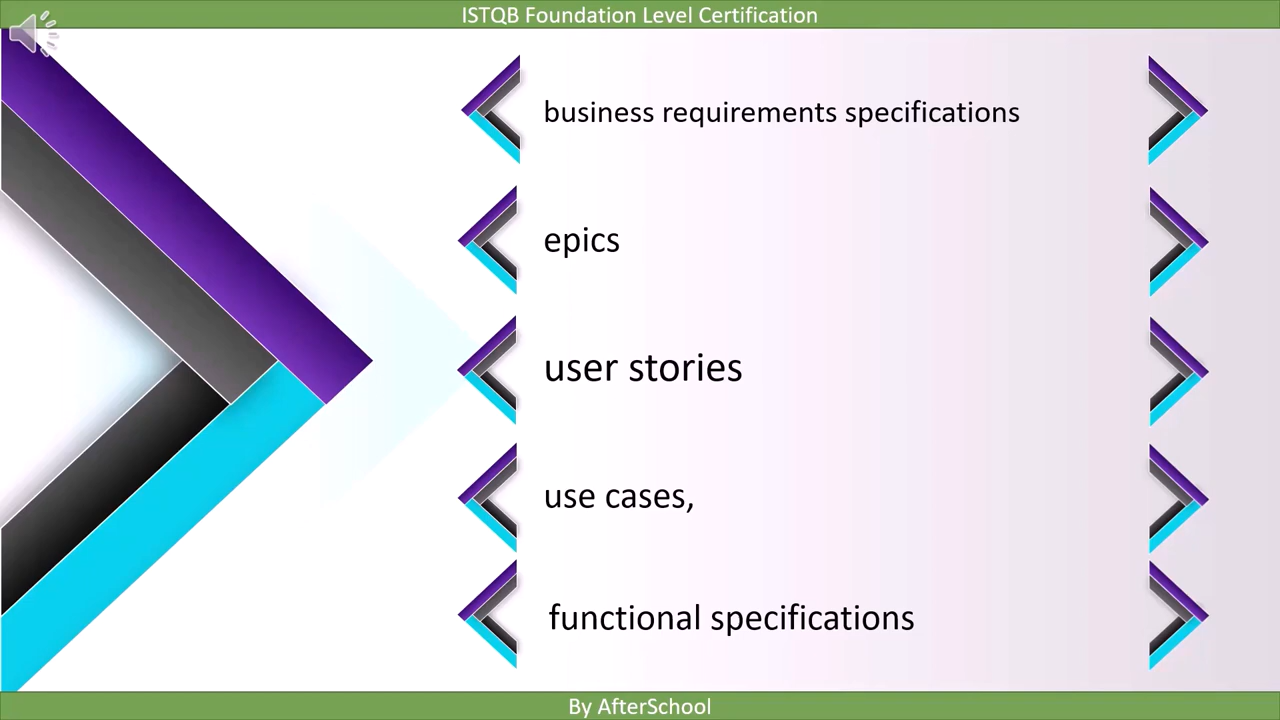 ISTQB Foundation Level Certification
business requirements specifications
epics
user stories
use cases,
functional specifications
By AfterSchool